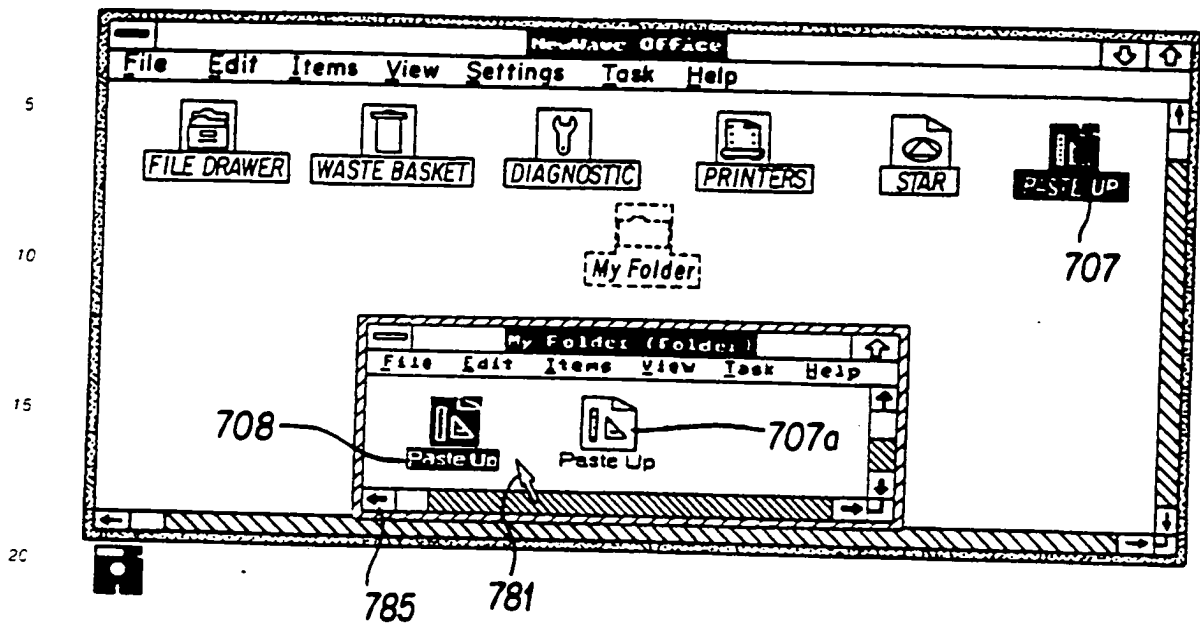 NewWave Office
File Edit Items View Settings Task Help
5
FILE DRAWER WASTE BASKET DIAGNOSTIC PRINTERS STAR PASTE UP
707
10
My Folder
My Folder (Folder)
File Edit Items View Task Help
15
708 707a
Paste Up Paste Up
20
785 781